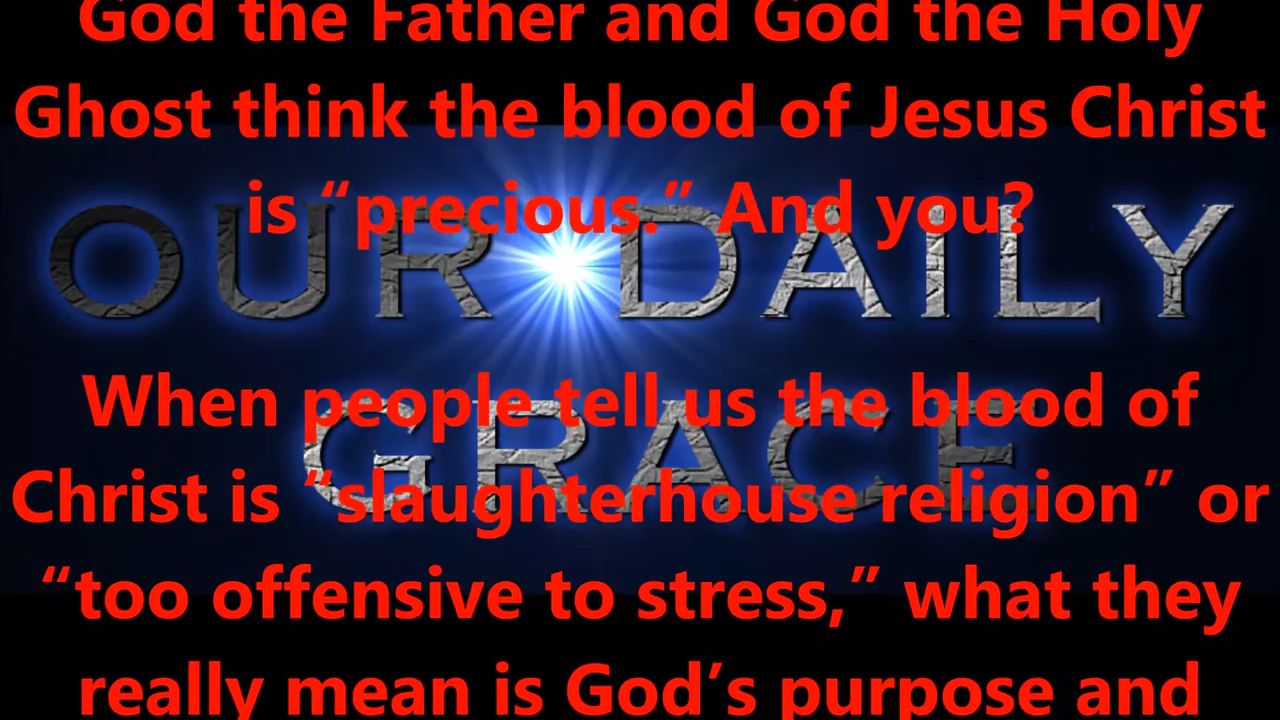 God the Father and God the Holy
Ghost think the blood of Jesus Christ
is “precious.” And you?
OUR DAILY
When people tell us the blood of
GRACE
Christ is “slaughterhouse religion” or
“too offensive to stress,” what they
really mean is God’s purpose and